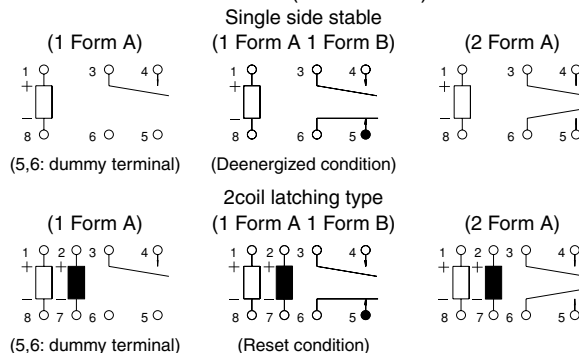 Single side stable
(1 Form A) (1 Form A 1 Form B) (2 Form A)
1 3 4 1 3 4 1 3 4
+ + +
– – –
8 6 5 8 6 5 8 6 5
(5,6: dummy terminal) (Deenergized condition)
2coil latching type
(1 Form A) (1 Form A 1 Form B) (2 Form A)
1 2 3 4 1 2 3 4 1 2 3 4
+ + + + + +
– – – – – –
8 7 6 5 8 7 6 5 8 7 6 5
(5,6: dummy terminal) (Reset condition)